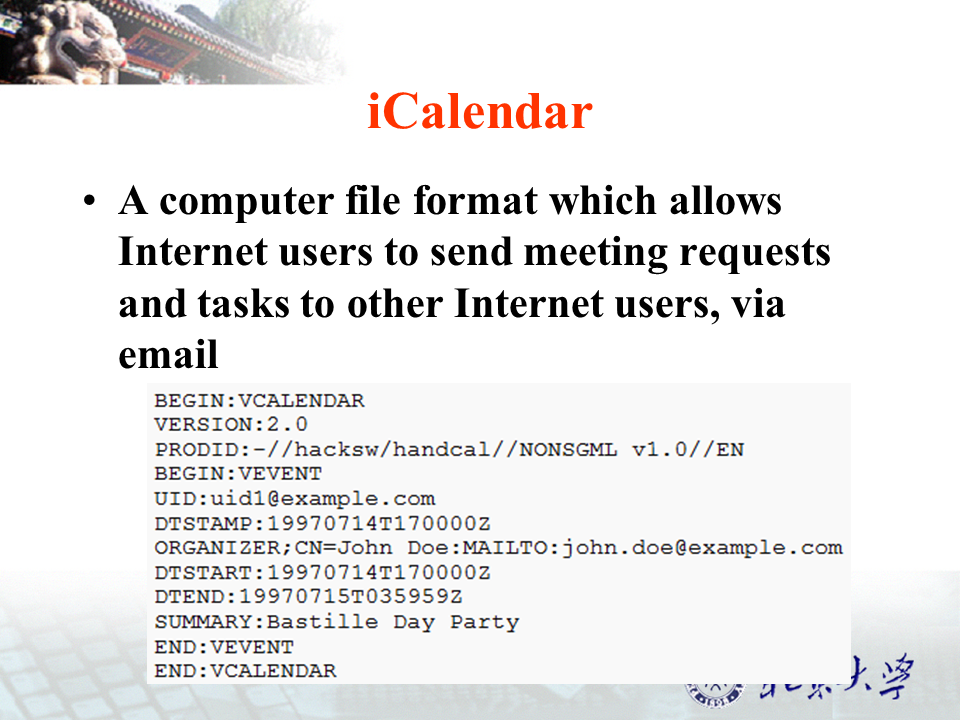 iCalendar
• A computer file format which allows
Internet users to send meeting requests
and tasks to other Internet users, via
email
BEGIN:VCALENDAR
VERSION:2.0
PRODID:-//hacksw/handcal//NONSGML v1.0//EN
BEGIN:VEVENT
UID:uid1@example.com
DTSTAMP:19970714T170000Z
ORGANIZER;CN=John Doe:MAILTO:john.doe@example.com
DTSTART:19970714T170000Z
DTEND:19970715T035959Z
SUMMARY:Bastille Day Party
END:VEVENT
END:VCALENDAR
北京大学